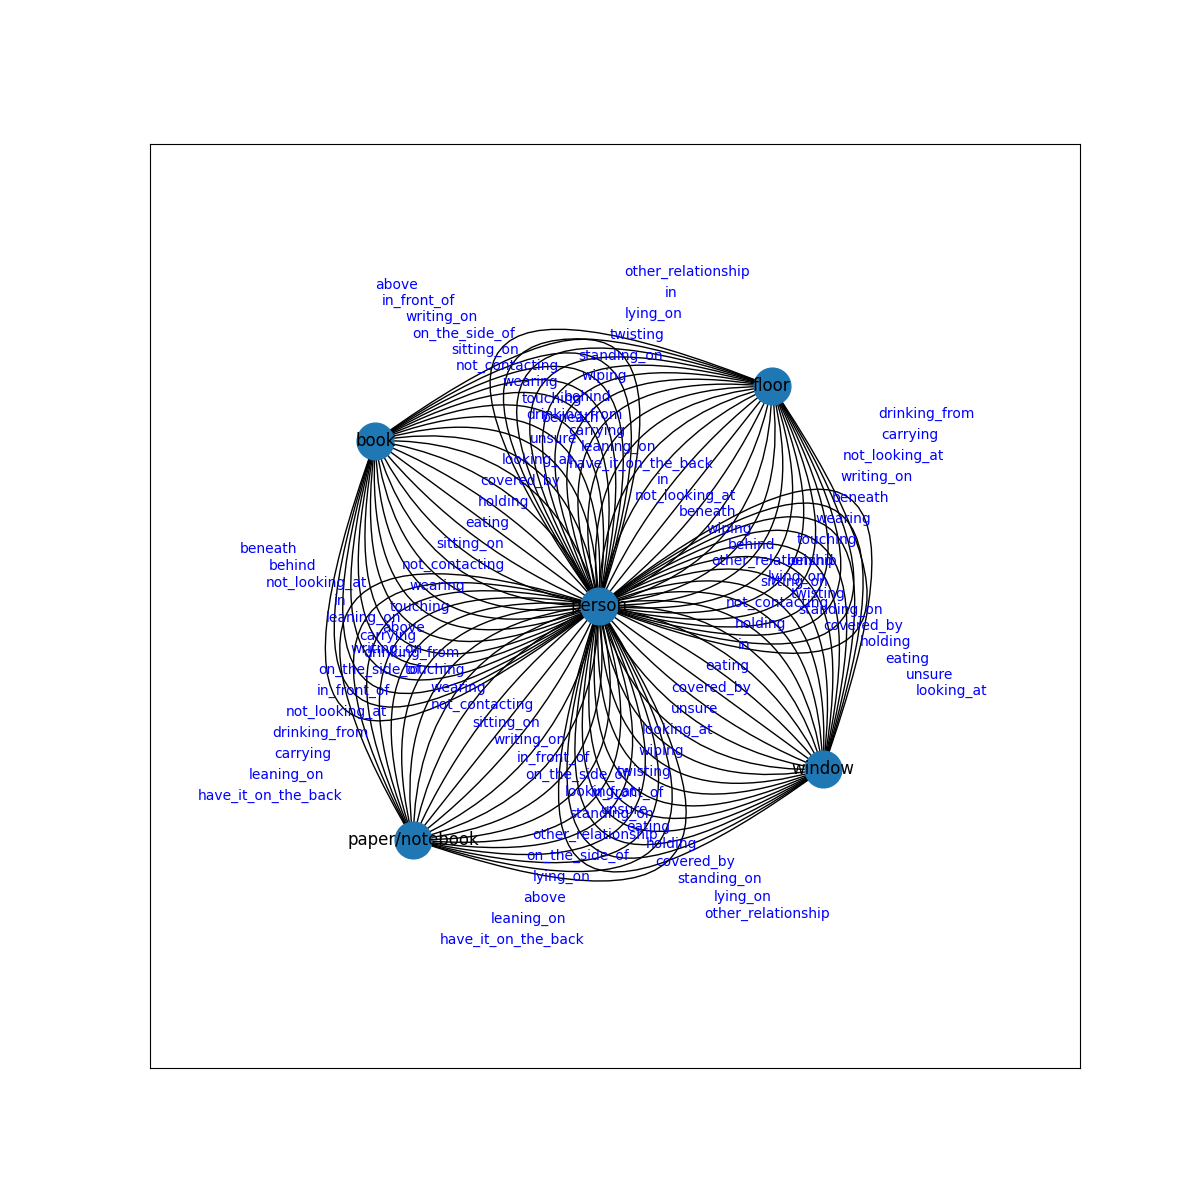 other_relationship
above
in
in_front_of
lying_on
writing_on
on_the_side_of
twisting
sitting_on
standing_on
not_contacting
wiping
wearing
floor
behind
touching
drinking_from
drinking_from
beneath
carrying
carrying
book
unsure
leaning_on
looking_at
have_it_on_the_back
not_looking_at
covered_by
in
writing_on
holding
not_looking_at
beneath
beneath
eating
wiping
wearing
sitting_on
behind
touching
beneath
not_contacting
other_relationship
behind
behind
not_looking_at
wearing
lying_on
sitting_on
twisting
in
touching
person
not_contacting
standing_on
leaning_on
above
holding
covered_by
carrying
in
holding
writing_on
drinking_from
eating
eating
on_the_side_of
touching
unsure
in_front_of
wearing
covered_by
looking_at
not_looking_at
not_contacting
unsure
drinking_from
sitting_on
looking_at
carrying
writing_on
wiping
leaning_on
in_front_of
twisting
window
on_the_side_of
have_it_on_the_back
looking_at
in_front_of
standing_on
unsure
eating
paper/notebook
other_relationship
holding
on_the_side_of
covered_by
lying_on
standing_on
above
lying_on
leaning_on
other_relationship
have_it_on_the_back